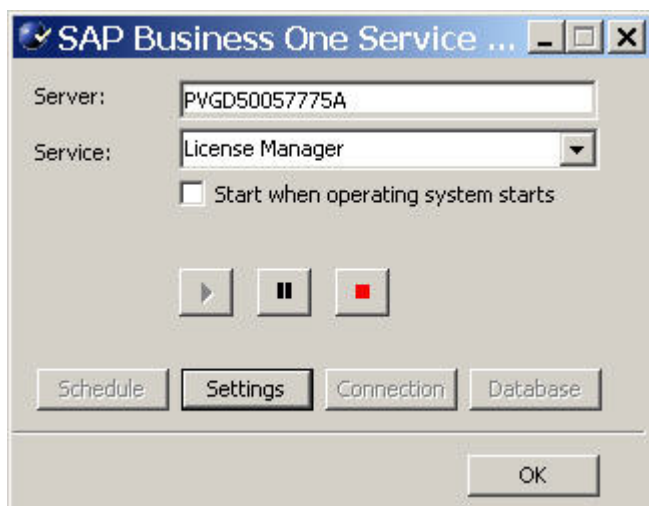 SAP Business One Service ...
Server: PVGD50057775A
Service: License Manager
Start when operating system starts
Schedule Settings Connection Database
OK